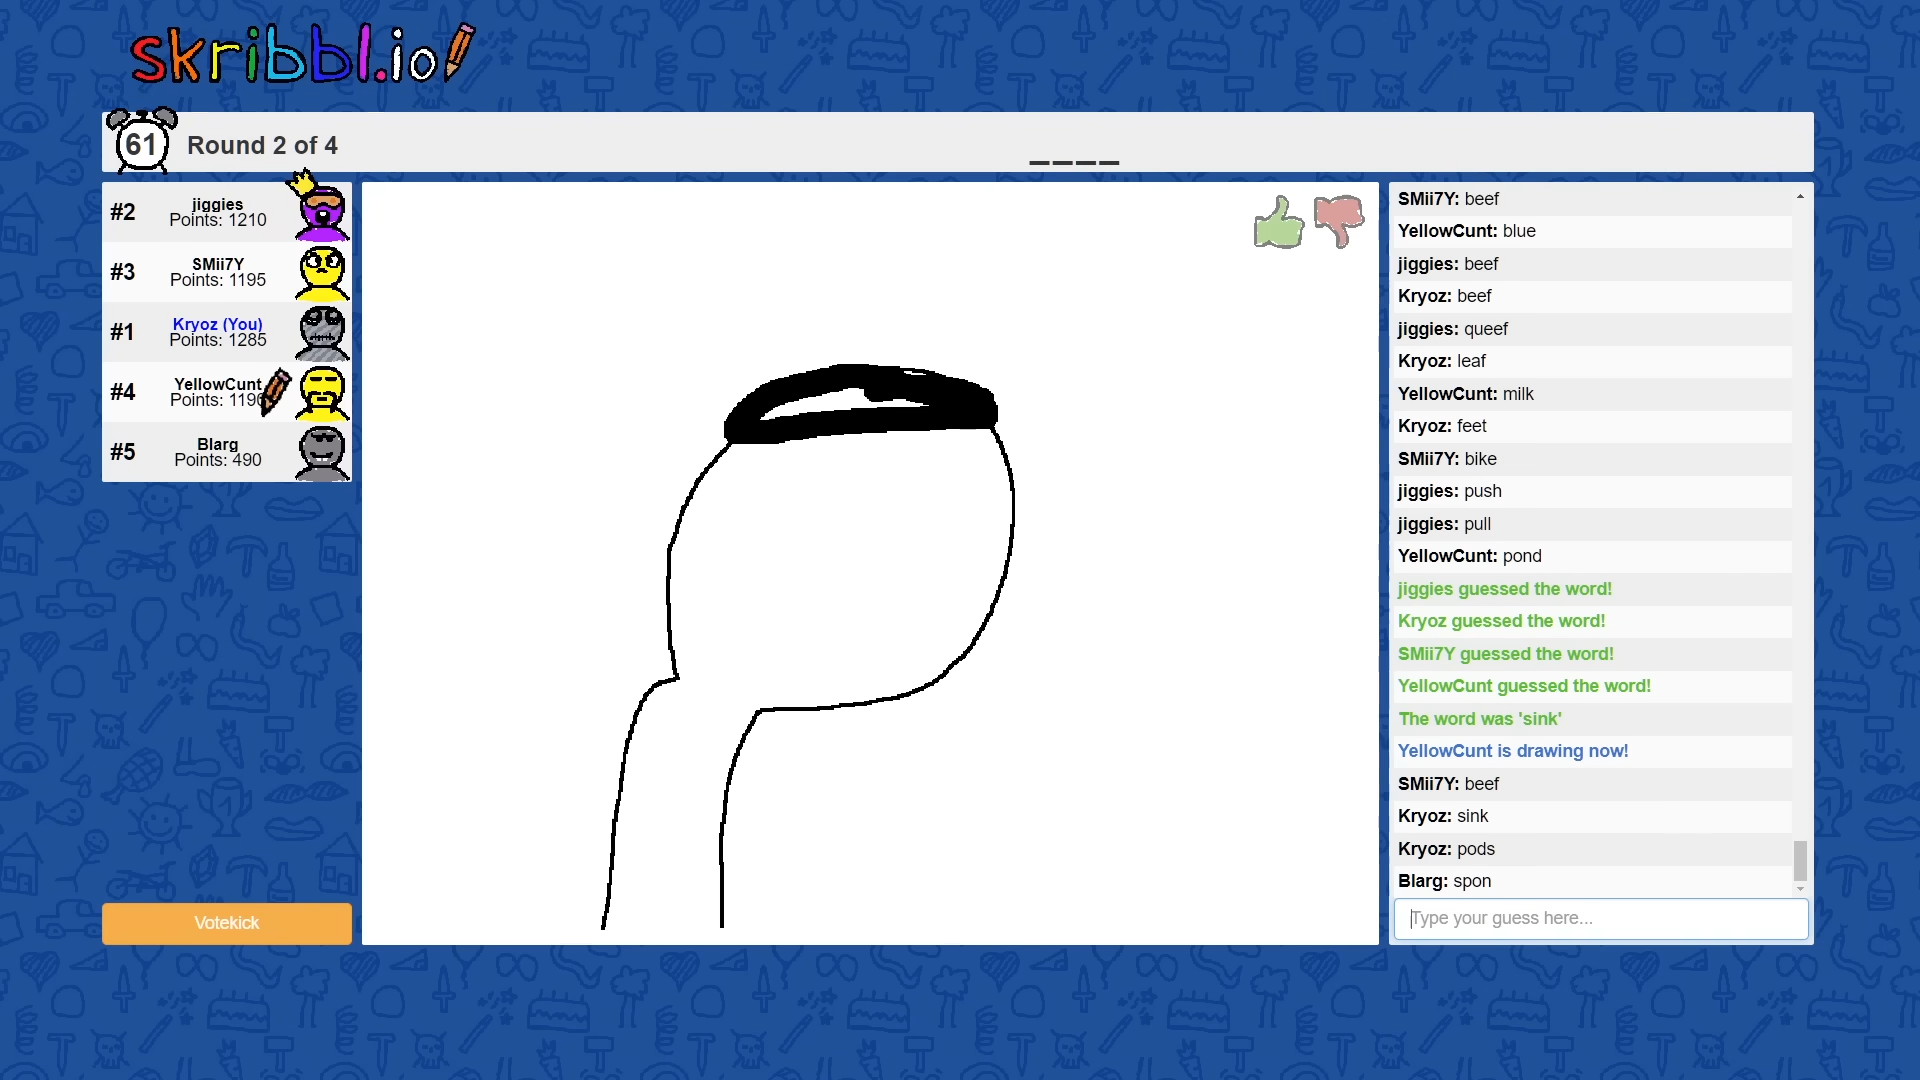 skribbl.io
61
Round 2 of 4
____
#2
jiggies
Points: 1210
#3
SMii7Y
Points: 1195
#1
Kryoz (You)
Points: 1285
#4
YellowCunt
Points: 1190
#5
Blarg
Points: 490
Votekick
SMii7Y: beef
YellowCunt: blue
jiggies: beef
Kryoz: beef
jiggies: queef
Kryoz: leaf
YellowCunt: milk
Kryoz: feet
SMii7Y: bike
jiggies: push
jiggies: pull
YellowCunt: pond
jiggies guessed the word!
Kryoz guessed the word!
SMii7Y guessed the word!
YellowCunt guessed the word!
The word was 'sink'
YellowCunt is drawing now!
SMii7Y: beef
Kryoz: sink
Kryoz: pods
Blarg: spon
Type your guess here...